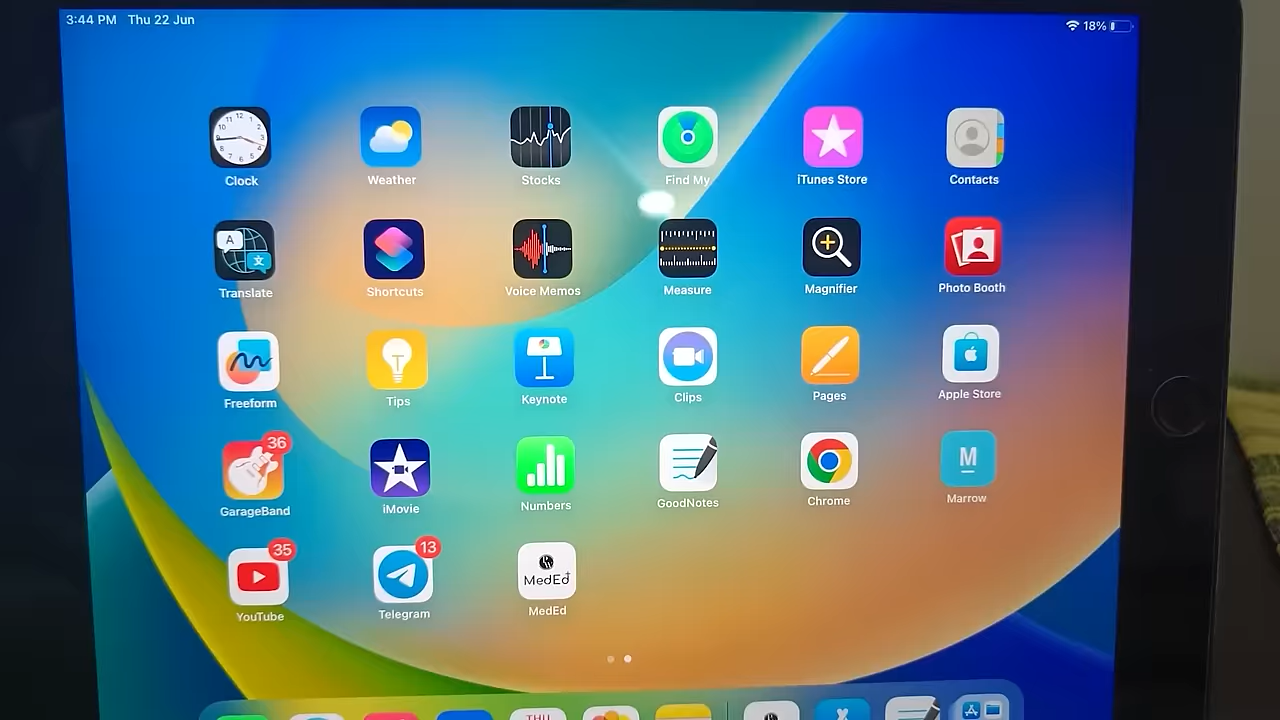 3:44 PM Thu 22 Jun
18%
Clock
Weather
Stocks
Find My
iTunes Store
Contacts
Translate
Shortcuts
Voice Memos
Measure
Magnifier
Photo Booth
Freeform
Tips
Keynote
Clips
Pages
Apple Store
36
GarageBand
iMovie
Numbers
GoodNotes
Chrome
M
Marrow
35
YouTube
13
Telegram
MedEd+
MedEd
THU